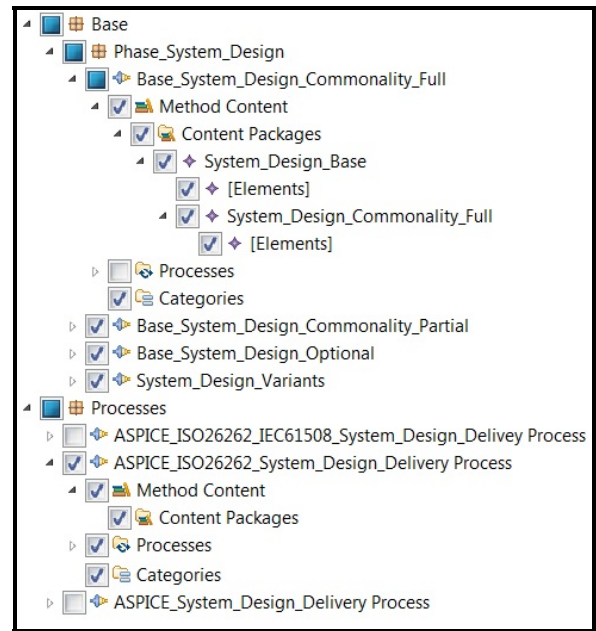 Base
Phase_System_Design
Base_System_Design_Commonality_Full
Method Content
Content Packages
System_Design_Base
[Elements]
System_Design_Commonality_Full
[Elements]
Processes
Categories
Base_System_Design_Commonality_Partial
Base_System_Design_Optional
System_Design_Variants
Processes
ASPICE_ISO26262_IEC61508_System_Design_Delivey Process
ASPICE_ISO26262_System_Design_Delivery Process
Method Content
Content Packages
Processes
Categories
ASPICE_System_Design_Delivery Process